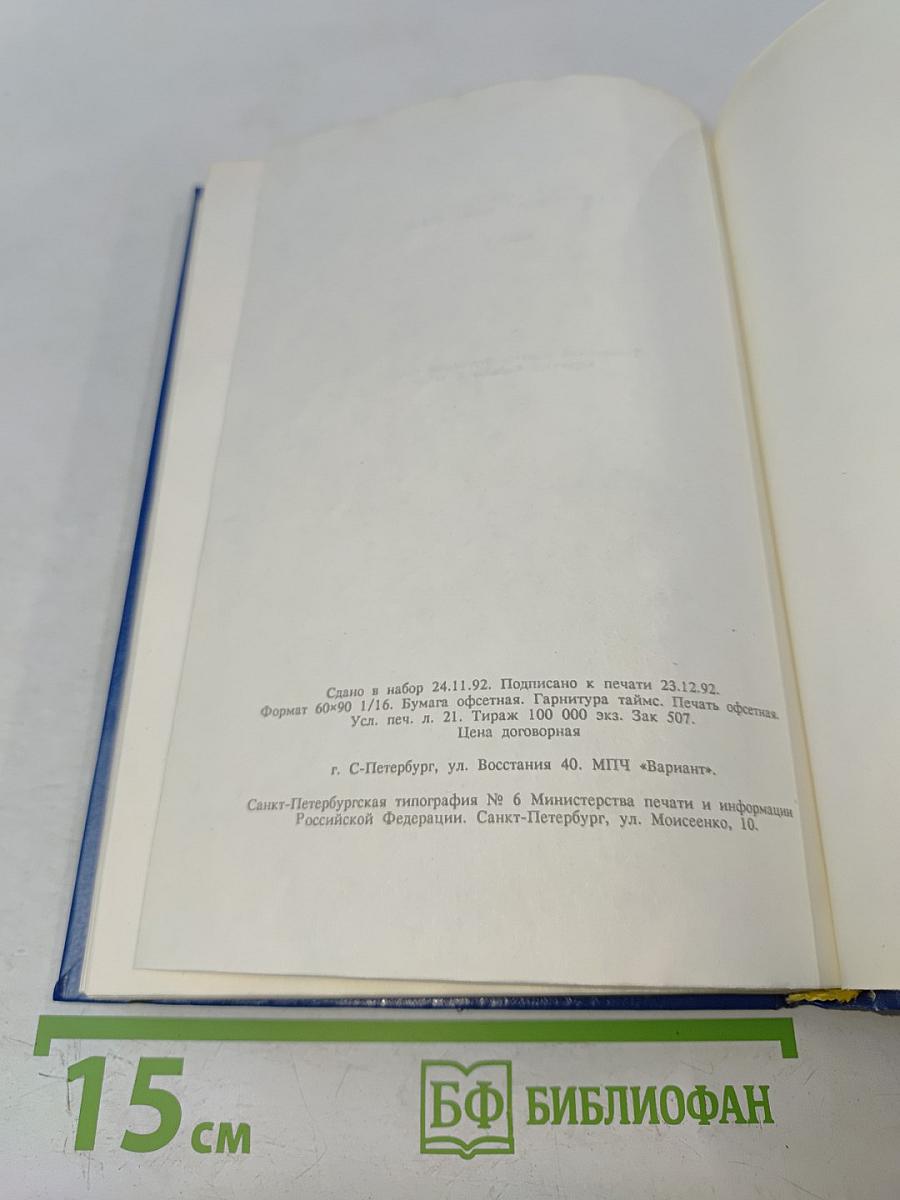 Сдано в набор 24.11.92. Подписано к печати 23.12.92.
Формат 60×90 1/16. Бумага офсетная. Гарнитура таймс. Печать офсетная.
Усл. печ. л. 21. Тираж 100 000 экз. Зак 507.
Цена договорная
г. С-Петербург, ул. Восстания 40. МПЧ «Вариант».
Санкт-Петербургская типография № 6 Министерства печати и информации
Российской Федерации. Санкт-Петербург, ул. Моисеенко, 10.
15 см
БФ БИБЛИОФАН